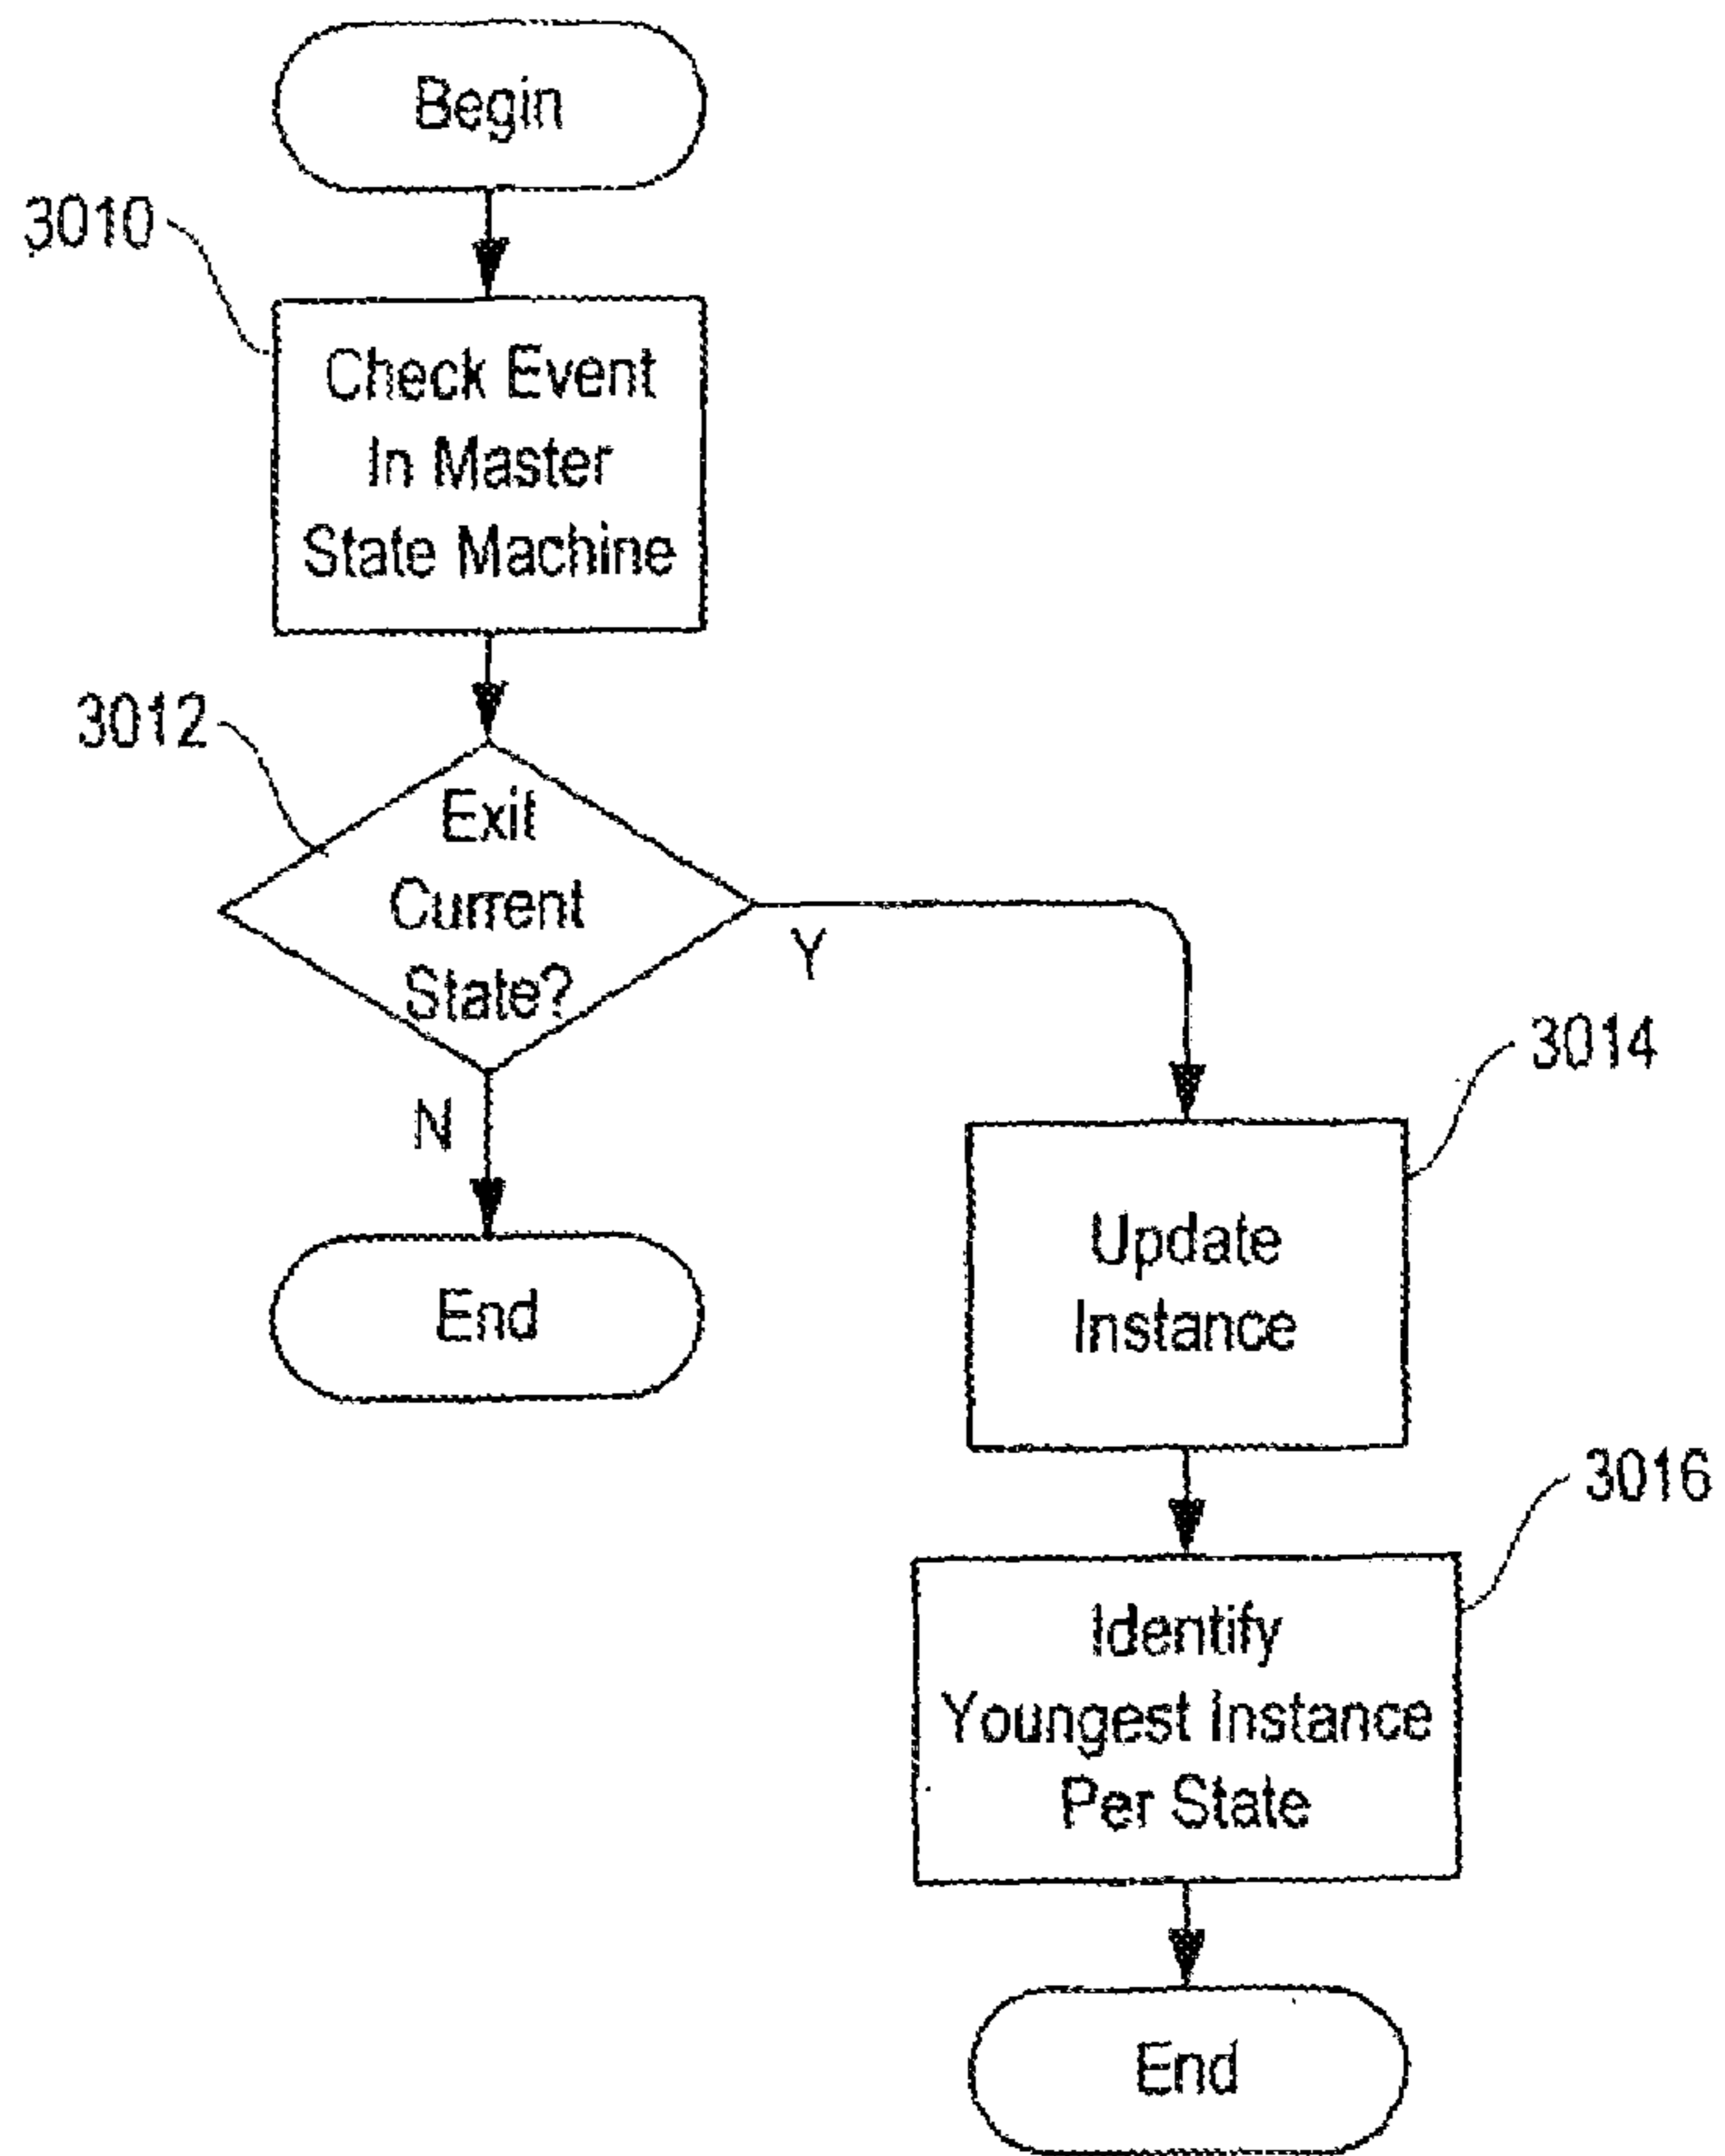 Begin
3010
Check Event
In Master
State Machine
3012
Exit
Current
State?
Y
N
End
3014
Update
Instance
3016
Identify
Youngest Instance
Per State
End